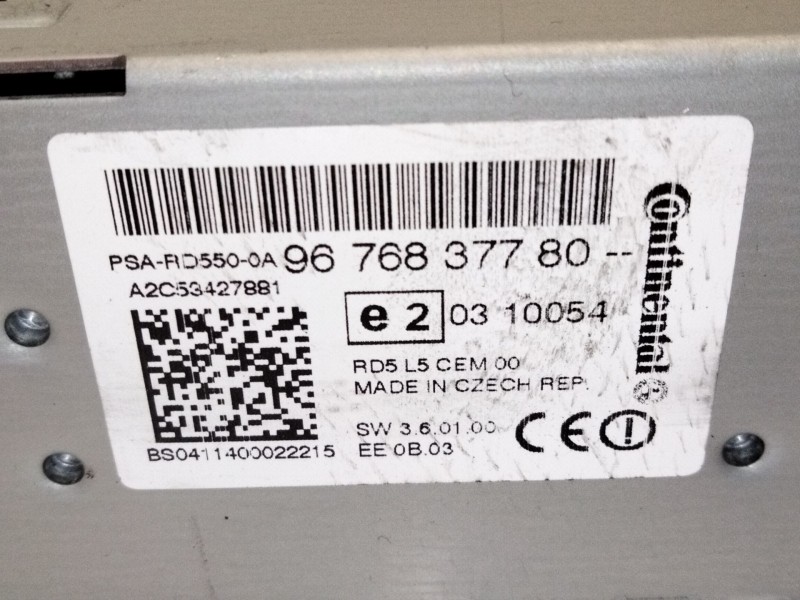 PSA-RD550-0A 96 768 377 80 --
A2C53427881
e 2 03 10054
RD5 L5 CEM 00
MADE IN CZECH REP.
SW 3.6.01.00
EE 0B.03
BS0411400022215
CE
Continental